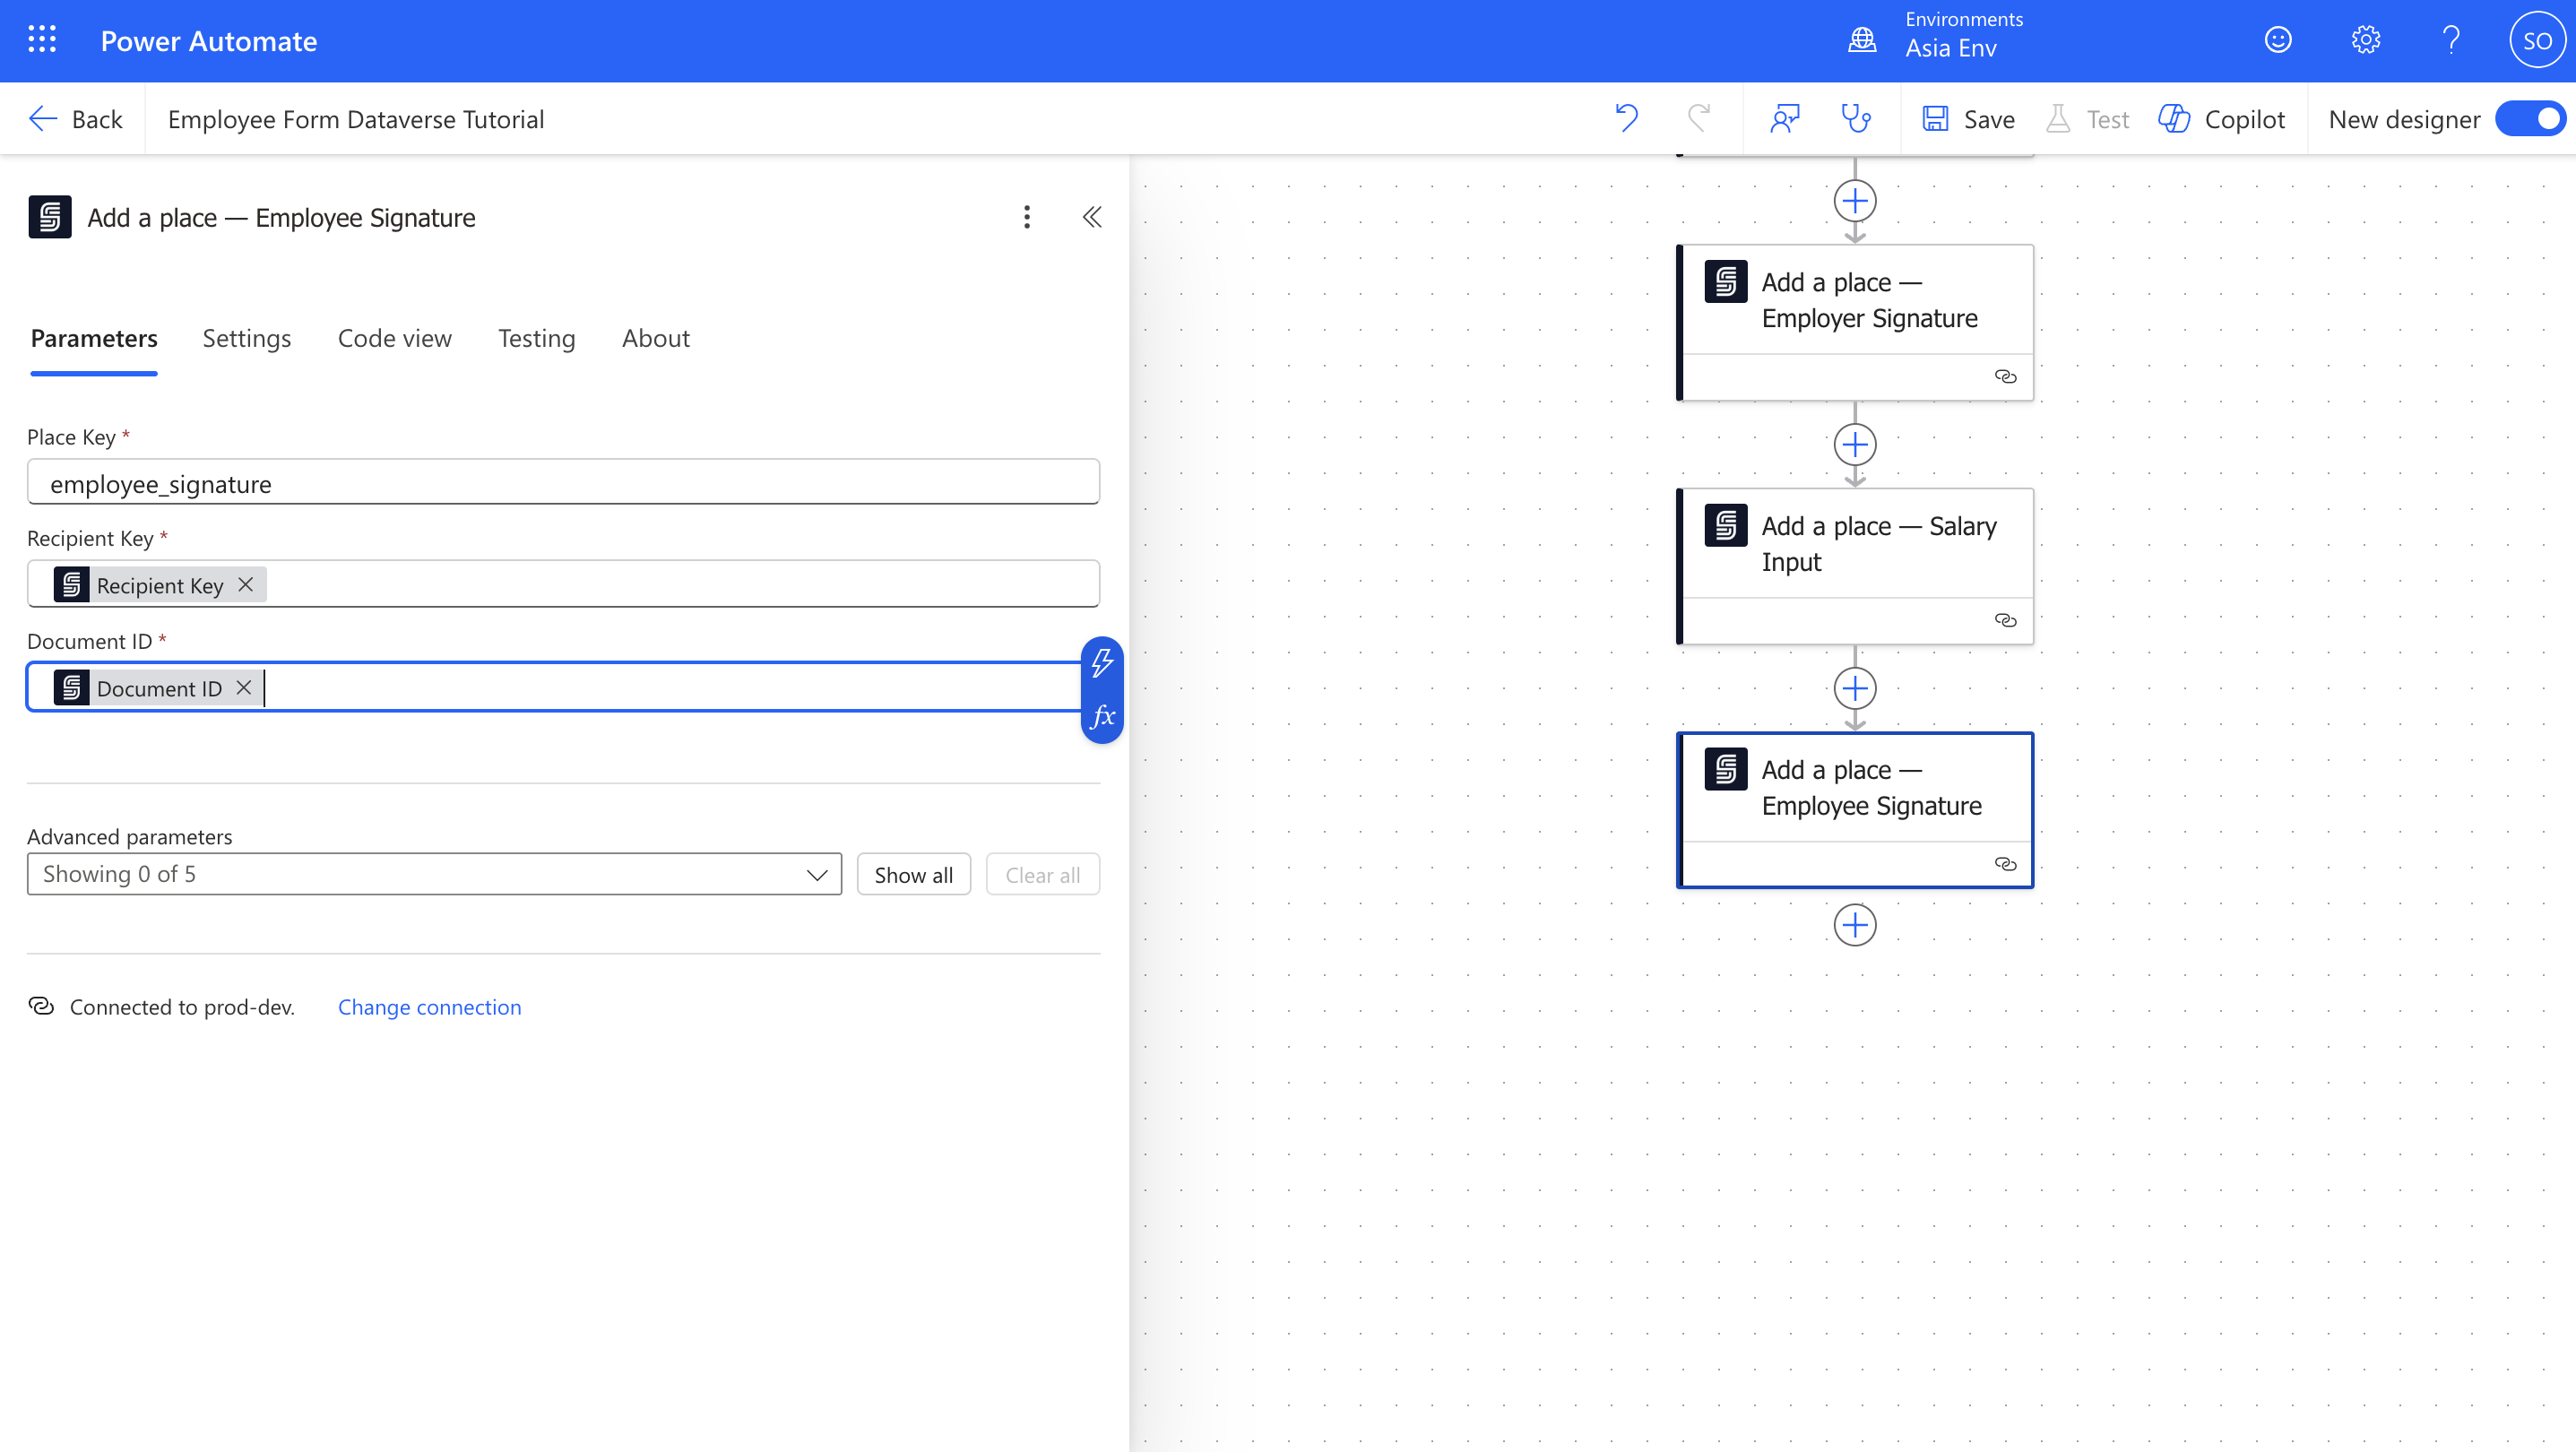 Power Automate
Environments
Asia Env
SO
Back
Employee Form Dataverse Tutorial
Save
Test
Copilot
New designer
Add a place — Employee Signature
Parameters
Settings
Code view
Testing
About
Place Key *
employee_signature
Recipient Key *
Recipient Key
Document ID *
Document ID
fx
Advanced parameters
Showing 0 of 5
Show all
Clear all
Connected to prod-dev.
Change connection
Add a place —
Employer Signature
Add a place — Salary
Input
Add a place —
Employee Signature